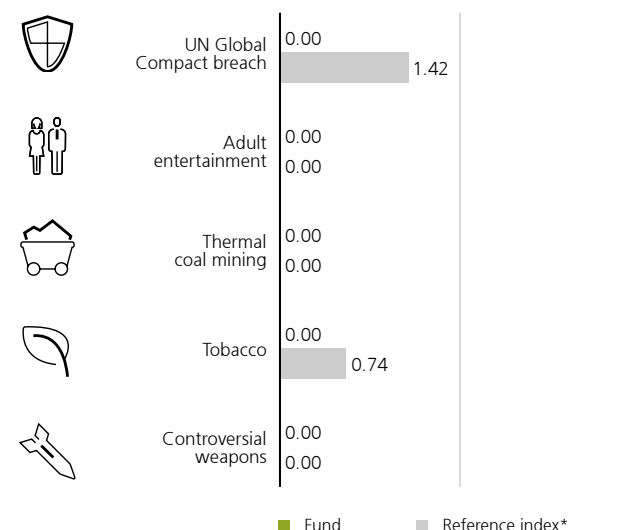 UN Global
Compact breach
0.00
1.42
Adult
entertainment
0.00
0.00
Thermal
coal mining
0.00
0.00
Tobacco
0.00
0.74
Controversial
weapons
0.00
0.00
Fund
Reference index*